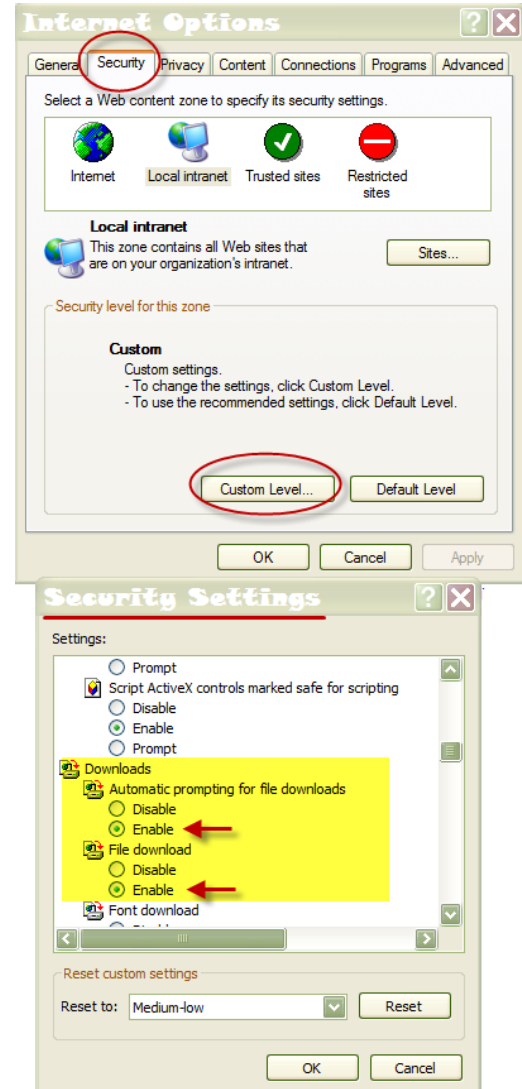 Internet Options
General Security Privacy Content Connections Programs Advanced
Select a Web content zone to specify its security settings.
Internet Local intranet Trusted sites Restricted
sites
Local intranet
This zone contains all Web sites that
are on your organization's intranet.
Sites...
Security level for this zone
Custom
Custom settings.
- To change the settings, click Custom Level.
- To use the recommended settings, click Default Level.
Custom Level... Default Level
OK Cancel Apply
Security Settings
Settings:
Prompt
Script ActiveX controls marked safe for scripting
Disable
Enable
Prompt
Downloads
Automatic prompting for file downloads
Disable
Enable
File download
Disable
Enable
Font download
Reset custom settings
Reset to: Medium-low Reset
OK Cancel